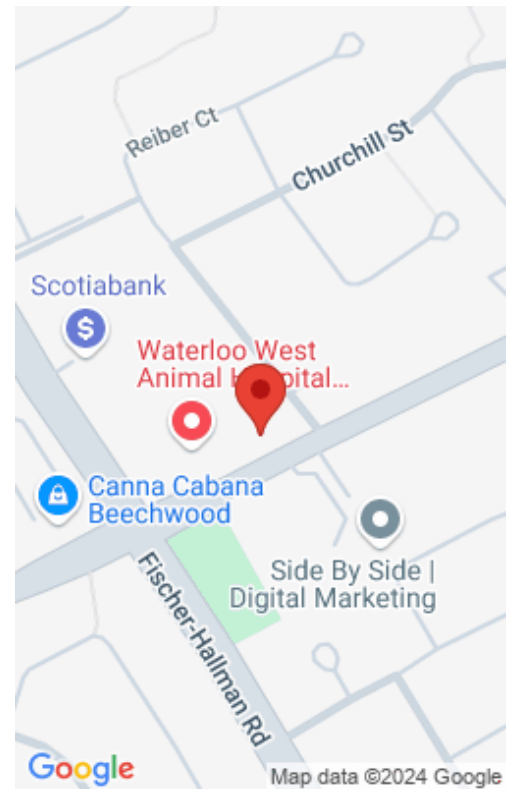 Reiber Ct
Churchill St
Scotiabank
$
Waterloo West
Animal H pital...
Canna Cabana
Beechwood
Side By Side |
Digital Marketing
Fischer-Hallman Rd
Google
Map data ©2024 Google